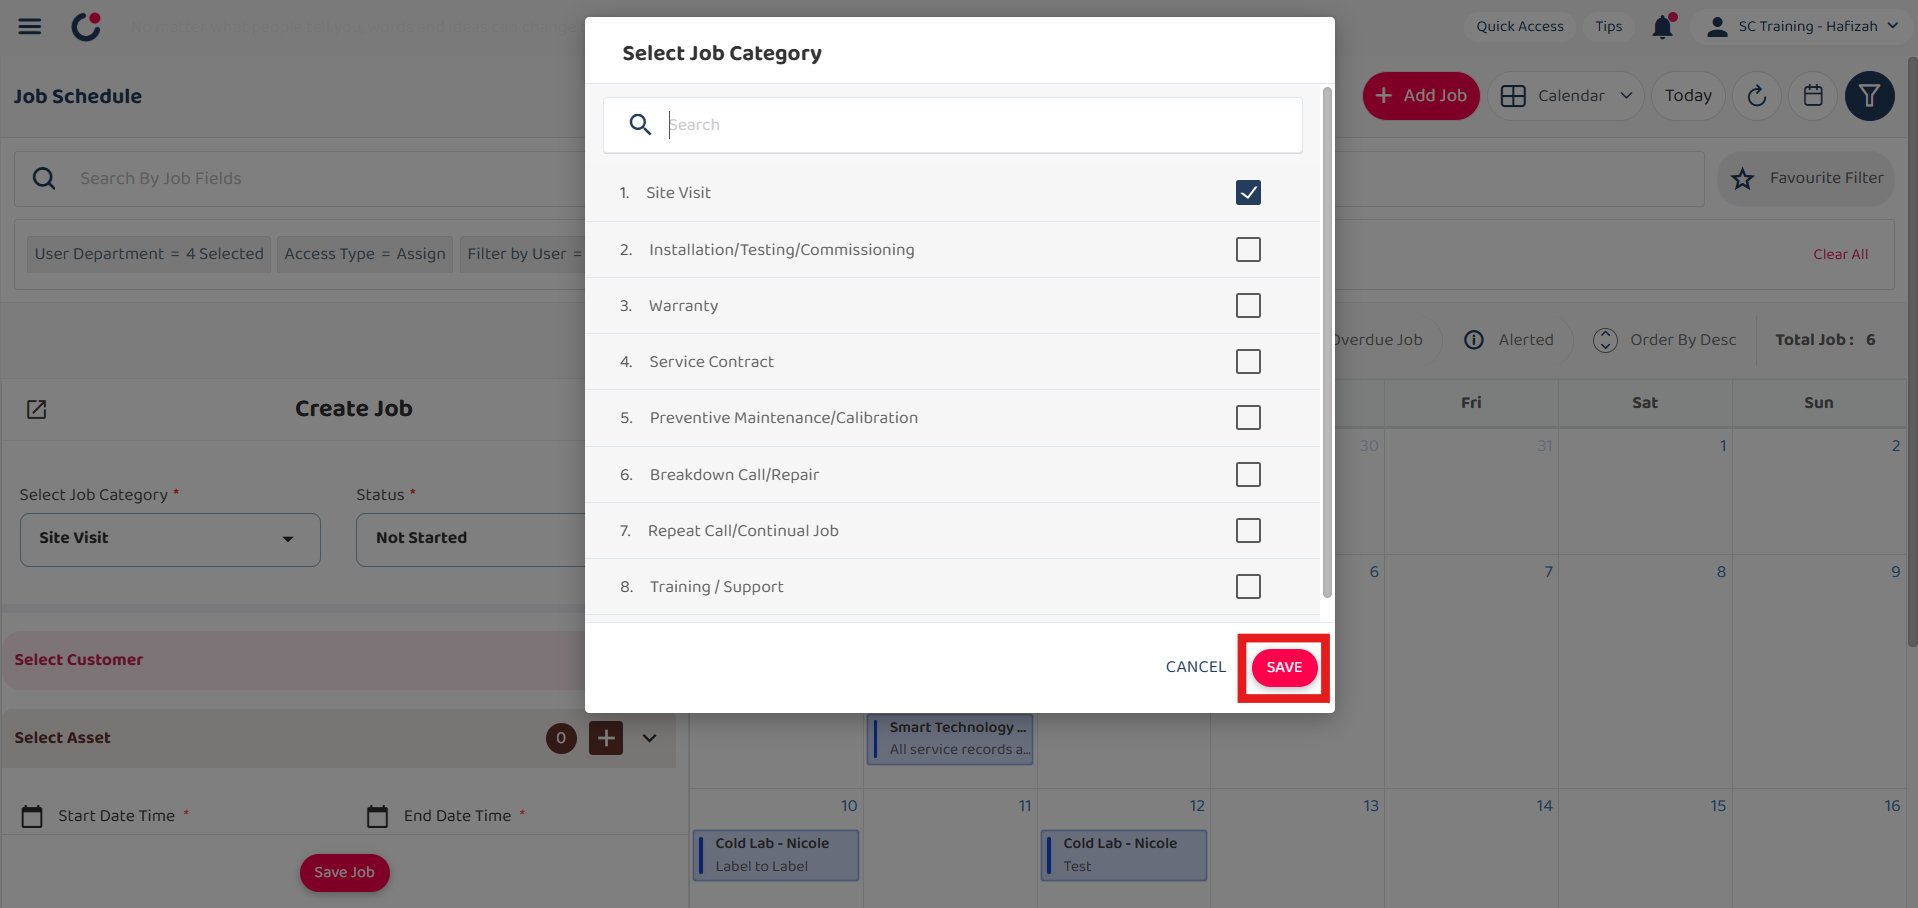 No matter what people tell you, words and ideas can change
Quick Access
Tips
SC Training - Hafizah
Job Schedule
+ Add Job
Calendar
Today
Search By Job Fields
Favourite Filter
User Department = 4 Selected
Access Type = Assign
Filter by User =
Clear All
Overdue Job
Alerted
Order By Desc
Total Job : 6
Select Job Category
Search
1. Site Visit
2. Installation/Testing/Commissioning
3. Warranty
4. Service Contract
5. Preventive Maintenance/Calibration
6. Breakdown Call/Repair
7. Repeat Call/Continual Job
8. Training / Support
CANCEL
SAVE
Create Job
Select Job Category *
Status *
Site Visit
Not Started
Select Customer
Select Asset
0
Start Date Time *
End Date Time *
Save Job
Fri
Sat
Sun
30
31
1
2
6
7
8
9
Smart Technology ...
All service records a...
10
11
12
13
14
15
16
Cold Lab - Nicole
Label to Label
Cold Lab - Nicole
Test